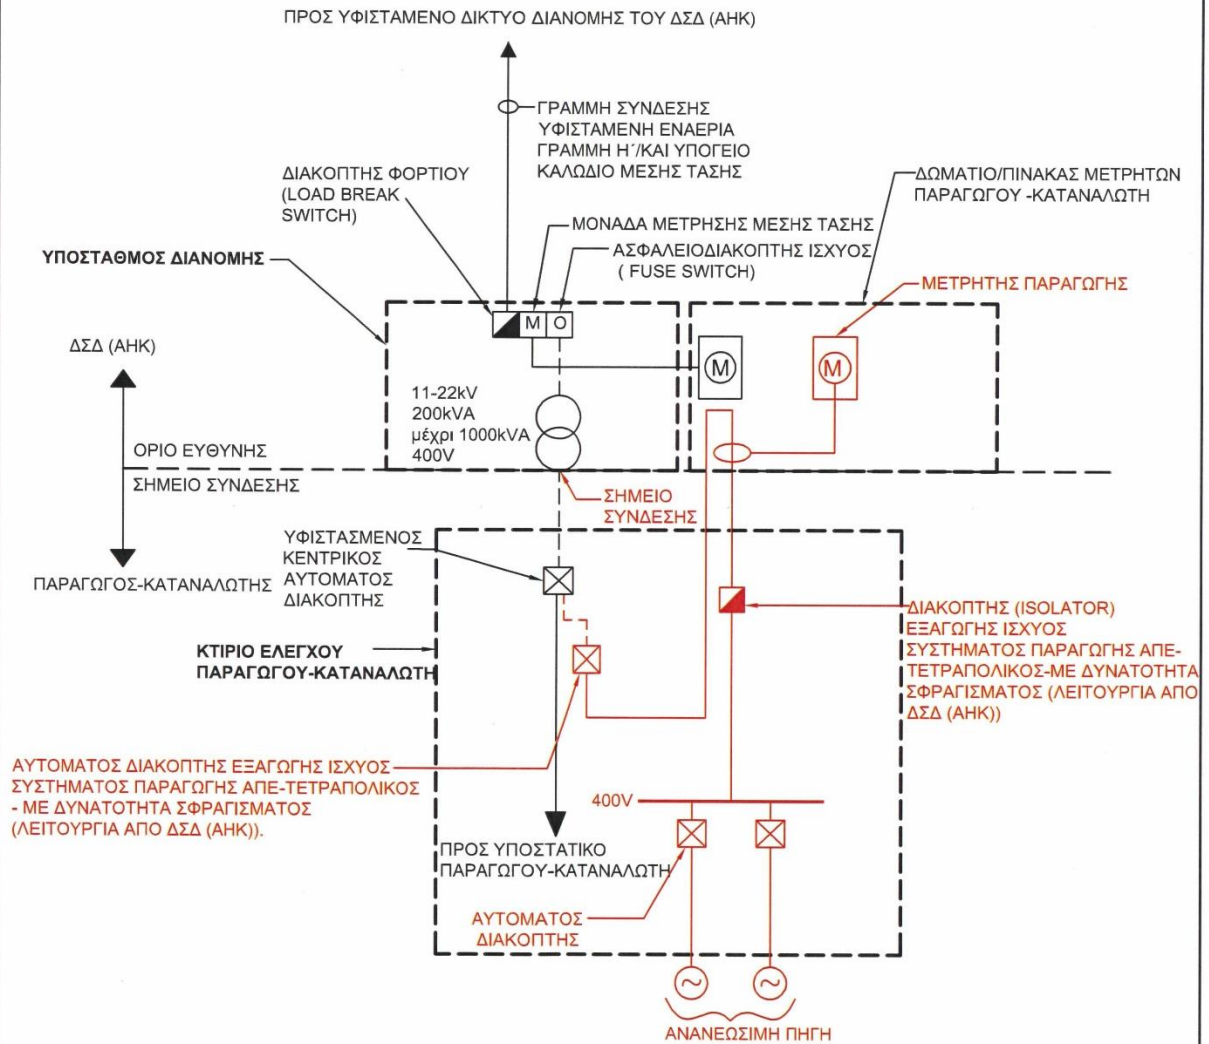 ΠΡΟΣ ΥΦΙΣΤΑΜΕΝΟ ΔΙΚΤΥΟ ΔΙΑΝΟΜΗΣ ΤΟΥ ΔΣΔ (ΑΗΚ)
ΓΡΑΜΜΗ ΣΥΝΔΕΣΗΣ
ΥΦΙΣΤΑΜΕΝΗ ΕΝΑΕΡΙΑ
ΓΡΑΜΜΗ Η΄/ΚΑΙ ΥΠΟΓΕΙΟ
ΚΑΛΩΔΙΟ ΜΕΣΗΣ ΤΑΣΗΣ
ΔΙΑΚΟΠΤΗΣ ΦΟΡΤΙΟΥ
(LOAD BREAK
SWITCH)
ΔΩΜΑΤΙΟ/ΠΙΝΑΚΑΣ ΜΕΤΡΗΤΩΝ
ΠΑΡΑΓΩΓΟΥ -ΚΑΤΑΝΑΛΩΤΗ
ΜΟΝΑΔΑ ΜΕΤΡΗΣΗΣ ΜΕΣΗΣ ΤΑΣΗΣ
ΑΣΦΑΛΕΙΟΔΙΑΚΟΠΤΗΣ ΙΣΧΥΟΣ
( FUSE SWITCH)
ΥΠΟΣΤΑΘΜΟΣ ΔΙΑΝΟΜΗΣ
ΜΕΤΡΗΤΗΣ ΠΑΡΑΓΩΓΗΣ
M O
ΔΣΔ (ΑΗΚ)
M
M
11-22kV
200kVA
μέχρι 1000kVA
400V
ΟΡΙΟ ΕΥΘΥΝΗΣ
ΣΗΜΕΙΟ ΣΥΝΔΕΣΗΣ
ΣΗΜΕΙΟ
ΣΥΝΔΕΣΗΣ
ΥΦΙΣΤΑΣΜΕΝΟΣ
ΚΕΝΤΡΙΚΟΣ
ΑΥΤΟΜΑΤΟΣ
ΔΙΑΚΟΠΤΗΣ
ΠΑΡΑΓΩΓΟΣ-ΚΑΤΑΝΑΛΩΤΗΣ
ΔΙΑΚΟΠΤΗΣ (ISOLATOR)
ΕΞΑΓΩΓΗΣ ΙΣΧΥΟΣ
ΣΥΣΤΗΜΑΤΟΣ ΠΑΡΑΓΩΓΗΣ ΑΠΕ-
ΤΕΤΡΑΠΟΛΙΚΟΣ-ΜΕ ΔΥΝΑΤΟΤΗΤΑ
ΣΦΡΑΓΙΣΜΑΤΟΣ (ΛΕΙΤΟΥΡΓΙΑ ΑΠΟ
ΔΣΔ (ΑΗΚ))
ΚΤΙΡΙΟ ΕΛΕΓΧΟΥ
ΠΑΡΑΓΩΓΟΥ-ΚΑΤΑΝΑΛΩΤΗ
ΑΥΤΟΜΑΤΟΣ ΔΙΑΚΟΠΤΗΣ ΕΞΑΓΩΓΗΣ ΙΣΧΥΟΣ
ΣΥΣΤΗΜΑΤΟΣ ΠΑΡΑΓΩΓΗΣ ΑΠΕ-ΤΕΤΡΑΠΟΛΙΚΟΣ
- ΜΕ ΔΥΝΑΤΟΤΗΤΑ ΣΦΡΑΓΙΣΜΑΤΟΣ
(ΛΕΙΤΟΥΡΓΙΑ ΑΠΟ ΔΣΔ (ΑΗΚ)).
400V
ΠΡΟΣ ΥΠΟΣΤΑΤΙΚΟ
ΠΑΡΑΓΩΓΟΥ-ΚΑΤΑΝΑΛΩΤΗ
ΑΥΤΟΜΑΤΟΣ
ΔΙΑΚΟΠΤΗΣ
ΑΝΑΝΕΩΣΙΜΗ ΠΗΓΗ